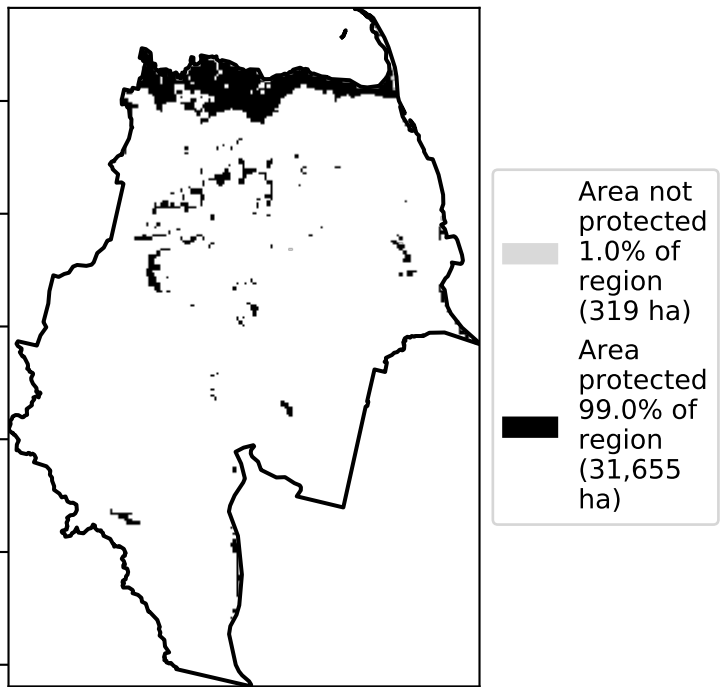 Area not
protected
1.0% of
region
(319 ha)
Area
protected
99.0% of
region
(31,655
ha)